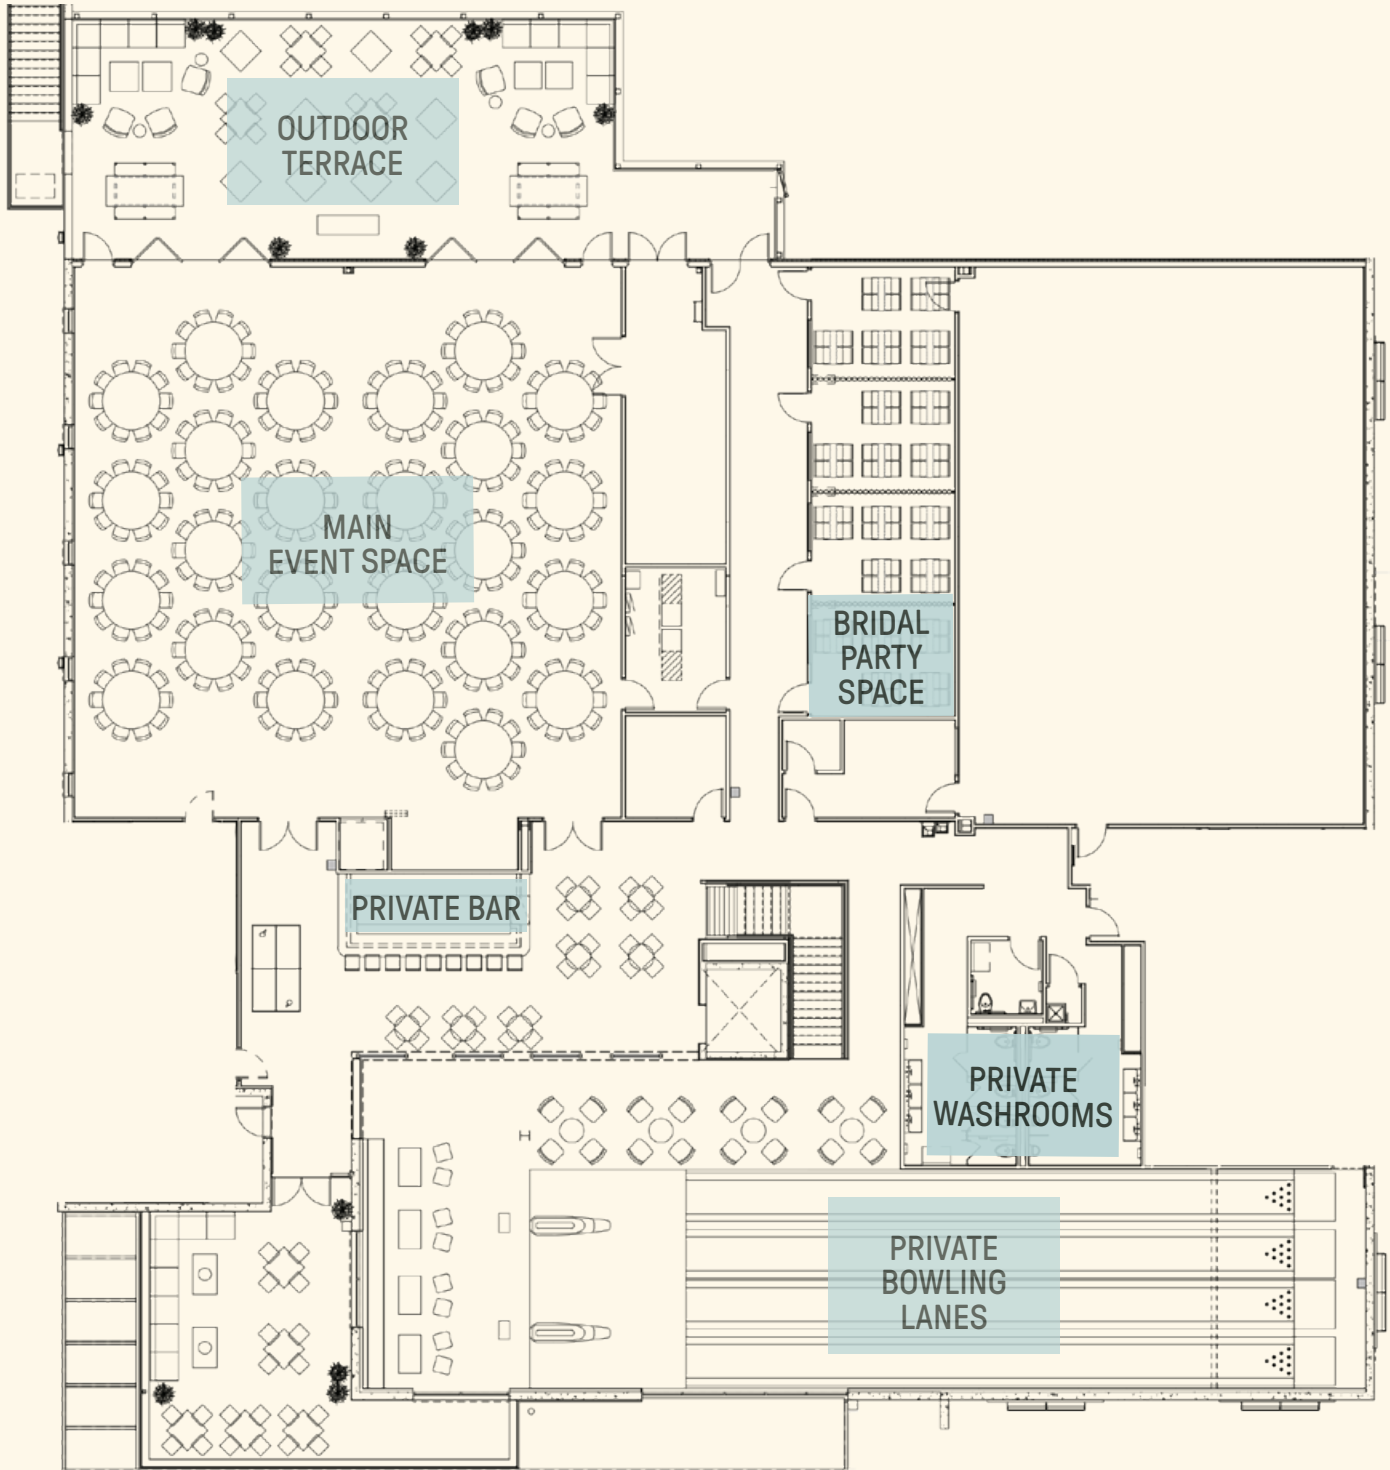 OUTDOOR
TERRACE
MAIN
EVENT SPACE
BRIDAL
PARTY
SPACE
PRIVATE BAR
PRIVATE
WASHROOMS
PRIVATE
BOWLING
LANES